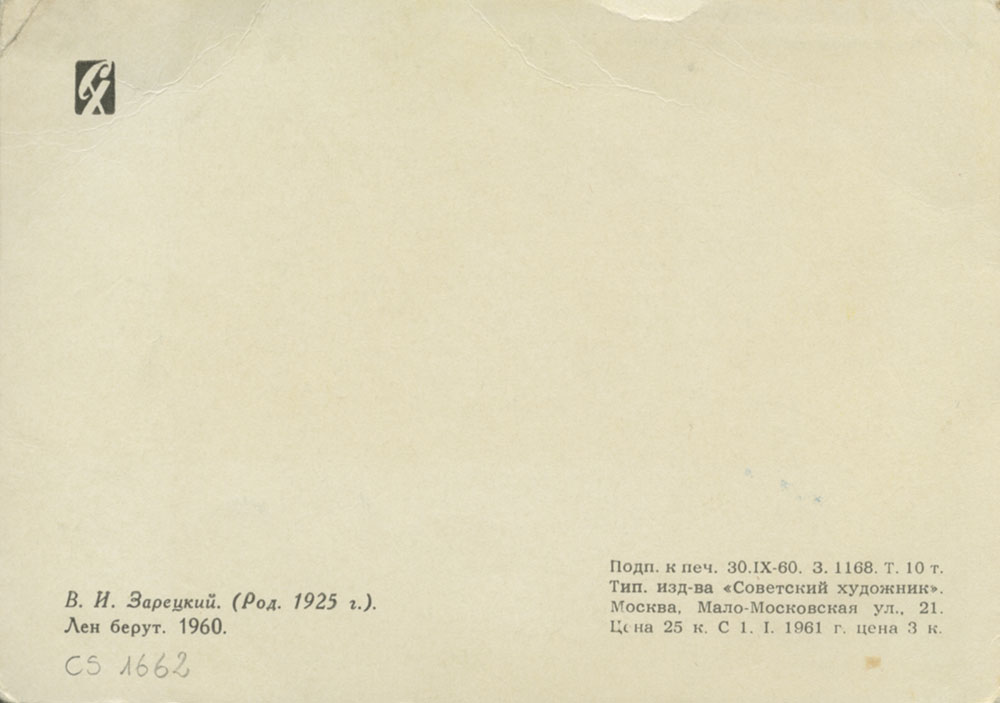 СХ
В. И. Зарецкий. (Род. 1925 г.).
Лен берут. 1960.
CS 1662
Подп. к печ. 30.IX-60. З. 1168. Т. 10 т.
Тип. изд-ва «Советский художник».
Москва, Мало-Московская ул., 21.
Цена 25 к. С 1. I. 1961 г. цена 3 к.